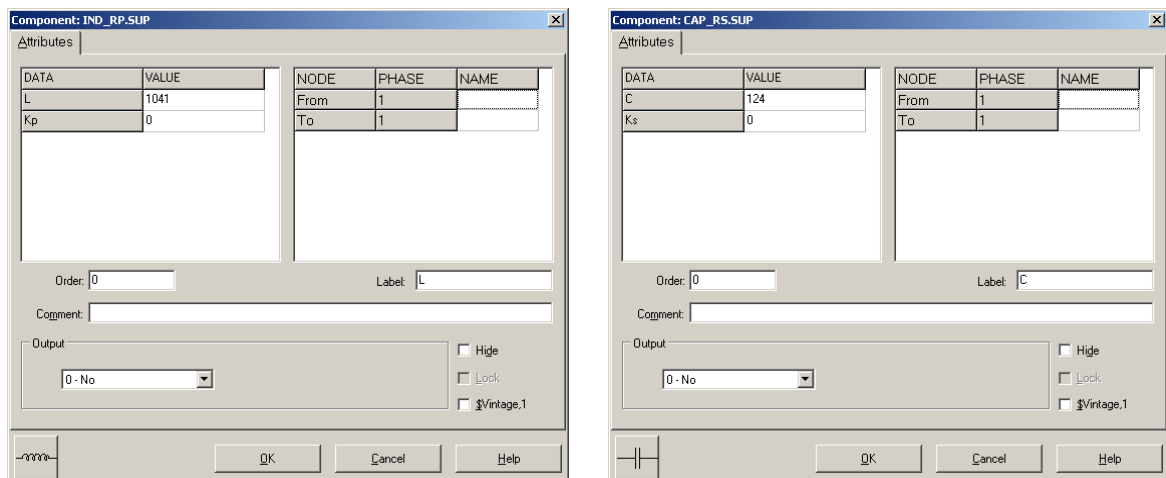 Component: IND_RP.SUP
Attributes
DATA VALUE
L 1041
Kp 0
NODE PHASE NAME
From 1
To 1
Order: 0
Label: L
Comment:
Output
0 - No
Hide
Lock
$Vintage,1
OK Cancel Help
Component: CAP_RS.SUP
Attributes
DATA VALUE
C 124
Ks 0
NODE PHASE NAME
From 1
To 1
Order: 0
Label: C
Comment:
Output
0 - No
Hide
Lock
$Vintage,1
OK Cancel Help